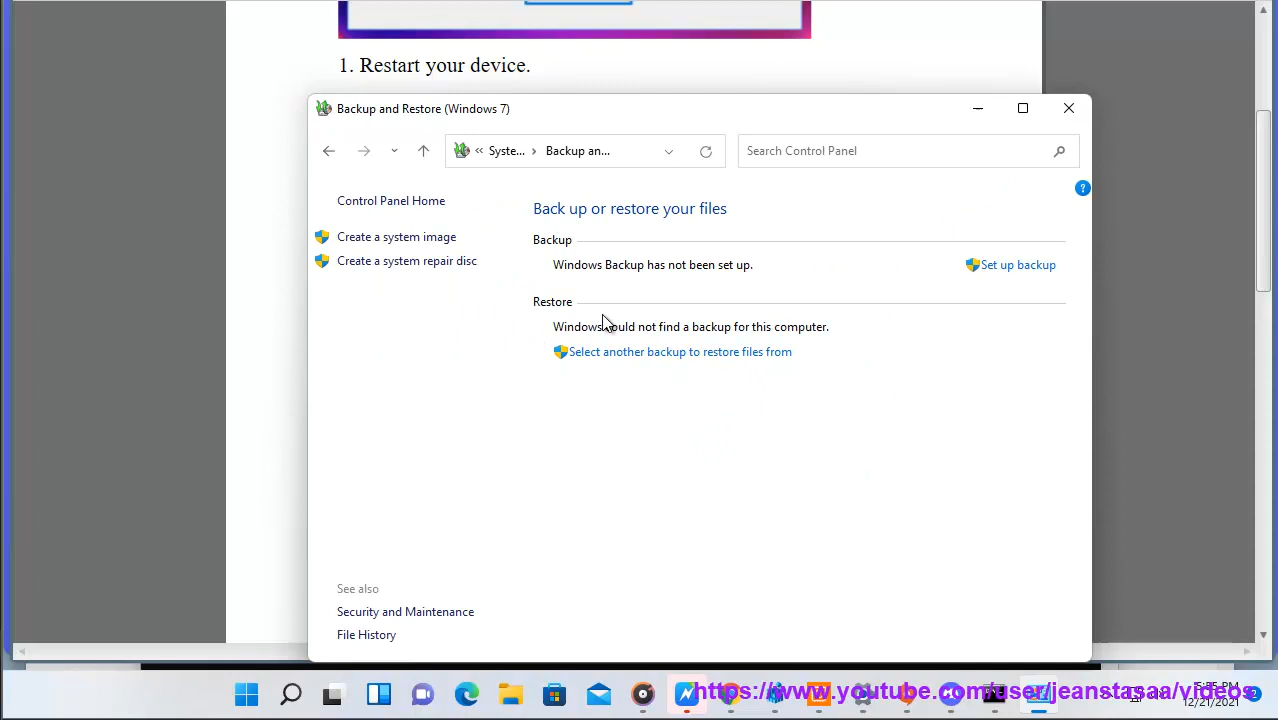 1. Restart your device.
Backup and Restore (Windows 7)
« Syste... › Backup an...
Search Control Panel
?
Control Panel Home
Create a system image
Create a system repair disc
Back up or restore your files
Backup
Windows Backup has not been set up.
Set up backup
Restore
Windows could not find a backup for this computer.
Select another backup to restore files from
See also
Security and Maintenance
File History
https://www.youtube.com/user/jeanstasaa/videos
12/21/2021
2